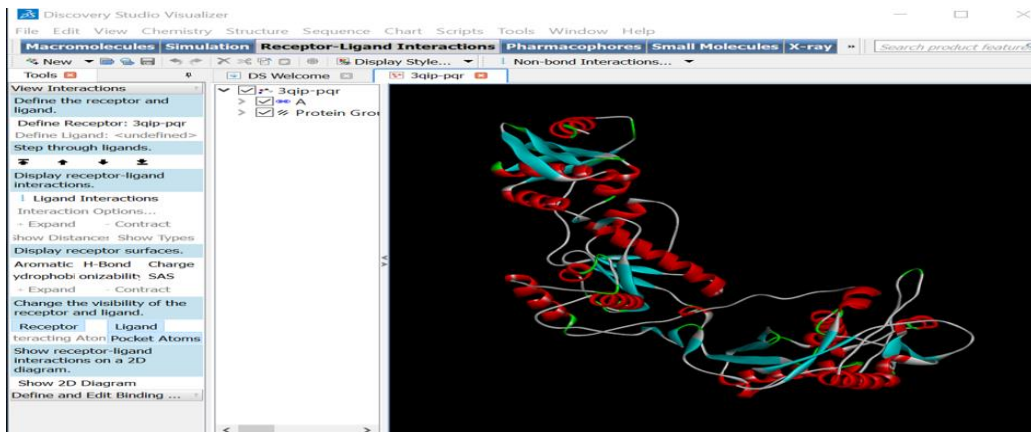 Discovery Studio Visualizer
File Edit View Chemistry Structure Sequence Chart Scripts Tools Window Help
Macromolecules Simulation Receptor-Ligand Interactions Pharmacophores Small Molecules X-ray » Search product features
New Display Style... Non-bond Interactions...
Tools DS Welcome 3qip-pqr
View Interactions
Define the receptor and
ligand.
Define Receptor: 3qip-pqr
Define Ligand: <undefined>
Step through ligands.
Display receptor-ligand
interactions.
Ligand Interactions
Interaction Options...
- Expand - Contract
how Distances Show Types
Display receptor surfaces.
Aromatic H-Bond Charge
ydrophobi onizability SAS
- Expand - Contract
Change the visibility of the
receptor and ligand.
Receptor Ligand
teracting Aton Pocket Atoms
Show receptor-ligand
interactions on a 2D
diagram.
Show 2D Diagram
Define and Edit Binding ...
3qip-pqr
A
Protein Gro